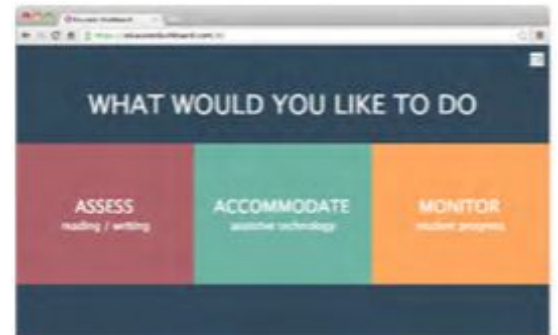 WHAT WOULD YOU LIKE TO DO
ASSESS
reading / writing
ACCOMMODATE
assistive technology
MONITOR
student progress